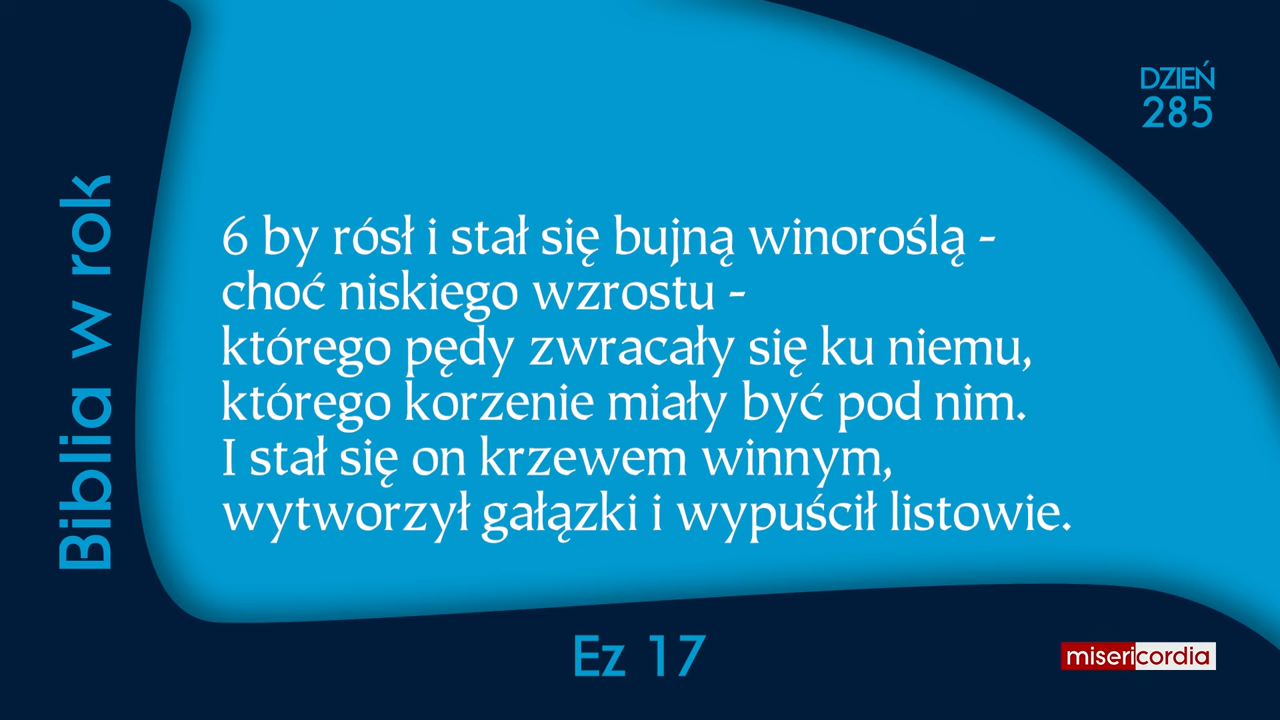 DZIEŃ
285
Biblia w rok
6 by rósł i stał się bujną winoroślą -
choć niskiego wzrostu -
którego pędy zwracały się ku niemu,
którego korzenie miały być pod nim.
I stał się on krzewem winnym,
wytworzył gałązki i wypuścił listowie.
Ez 17
misericordia